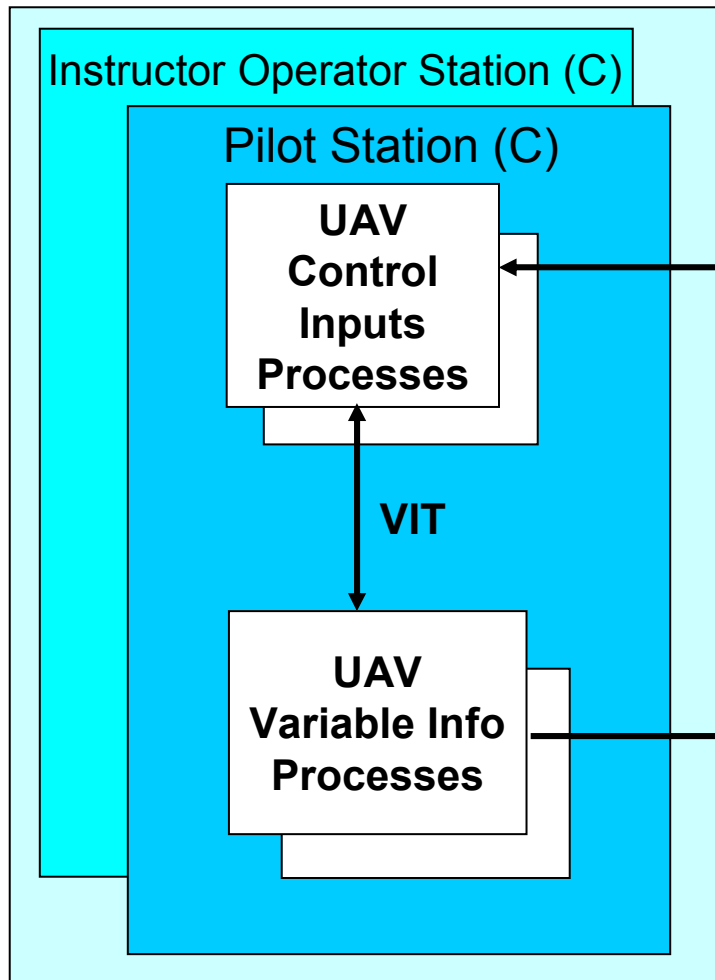 Instructor Operator Station (C)
Pilot Station (C)
UAV
Control
Inputs
Processes
VIT
UAV
Variable Info
Processes